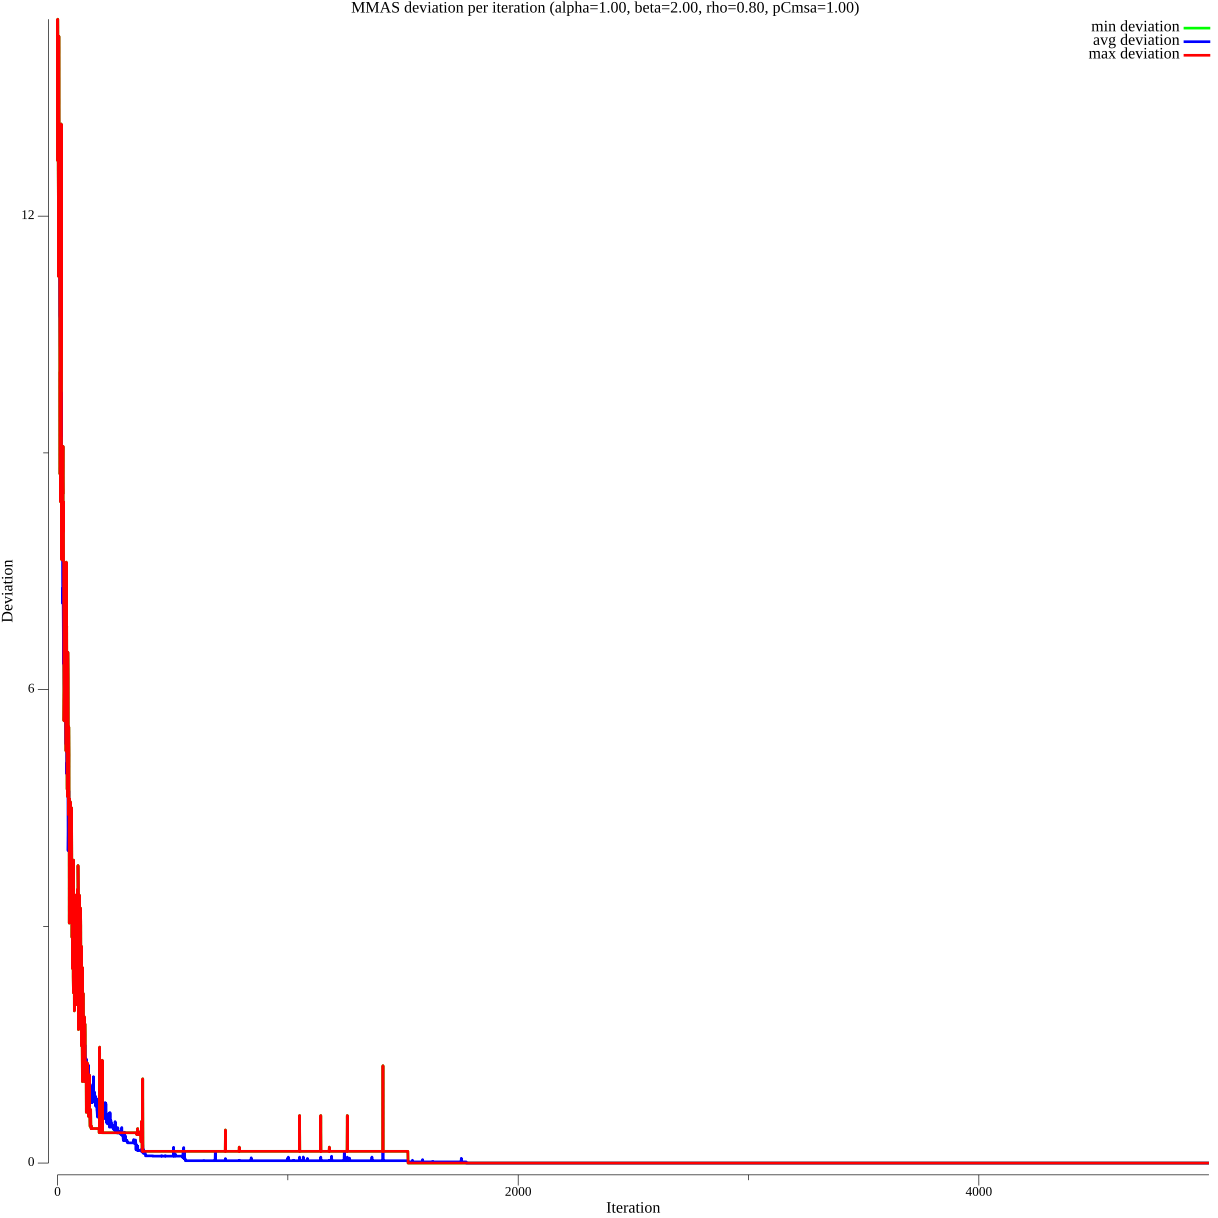 MMAS deviation per iteration (alpha=1.00, beta=2.00, rho=0.80, pCmsa=1.00)
min deviation
avg deviation
max deviation
12
6
0
Deviation
0
2000
4000
Iteration